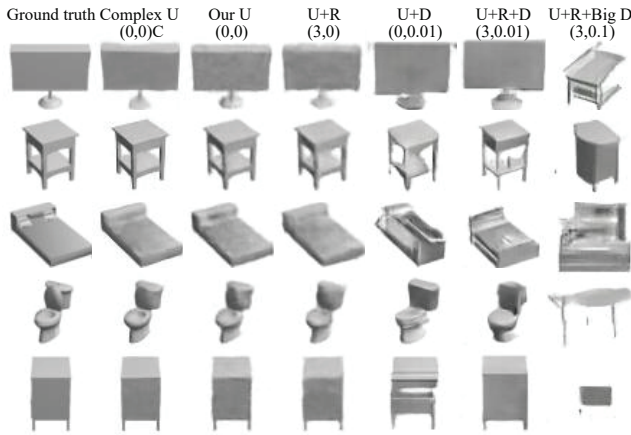 Ground truth Complex U Our U U+R U+D U+R+D U+R+Big D
(0,0)C (0,0) (3,0) (0,0.01) (3,0.01) (3,0.1)